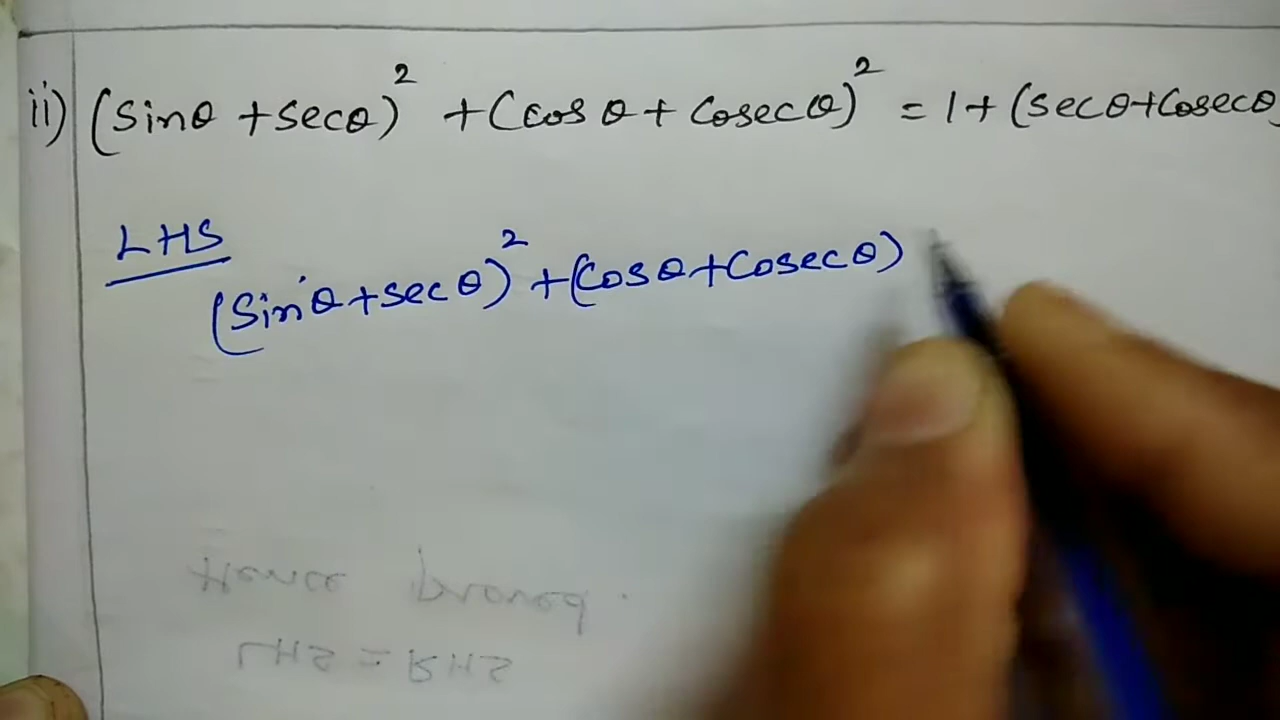 ii) (sinθ + secθ)² + (cosθ + cosecθ)² = 1 + (secθ + cosecθ)
LHS
(sinθ + secθ)² + (cosθ + cosecθ)
Hence proved.
LHS = RHS